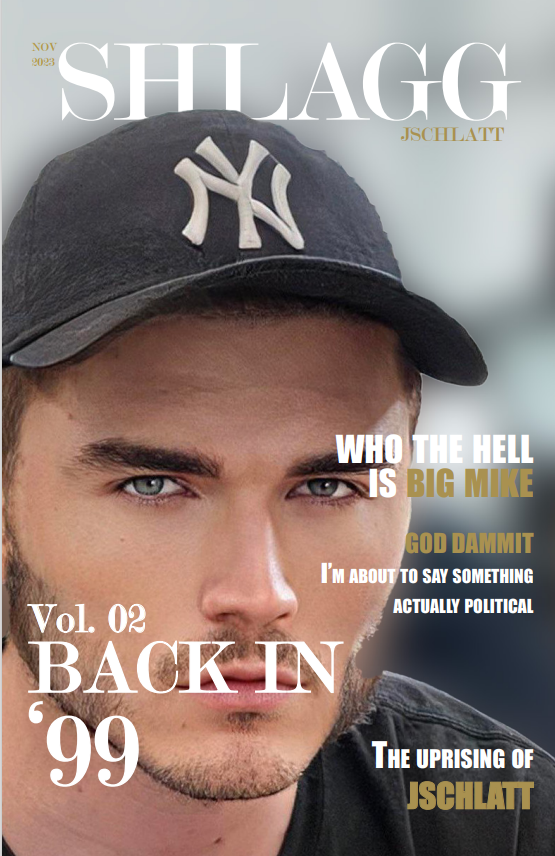 NOV
2023
SHLAGG
JSCHLATT
NY
WHO THE HELL
IS BIG MIKE
GOD DAMMIT
I'M ABOUT TO SAY SOMETHING
ACTUALLY POLITICAL
Vol. 02
BACK IN
‘99
THE UPRISING OF
JSCHLATT